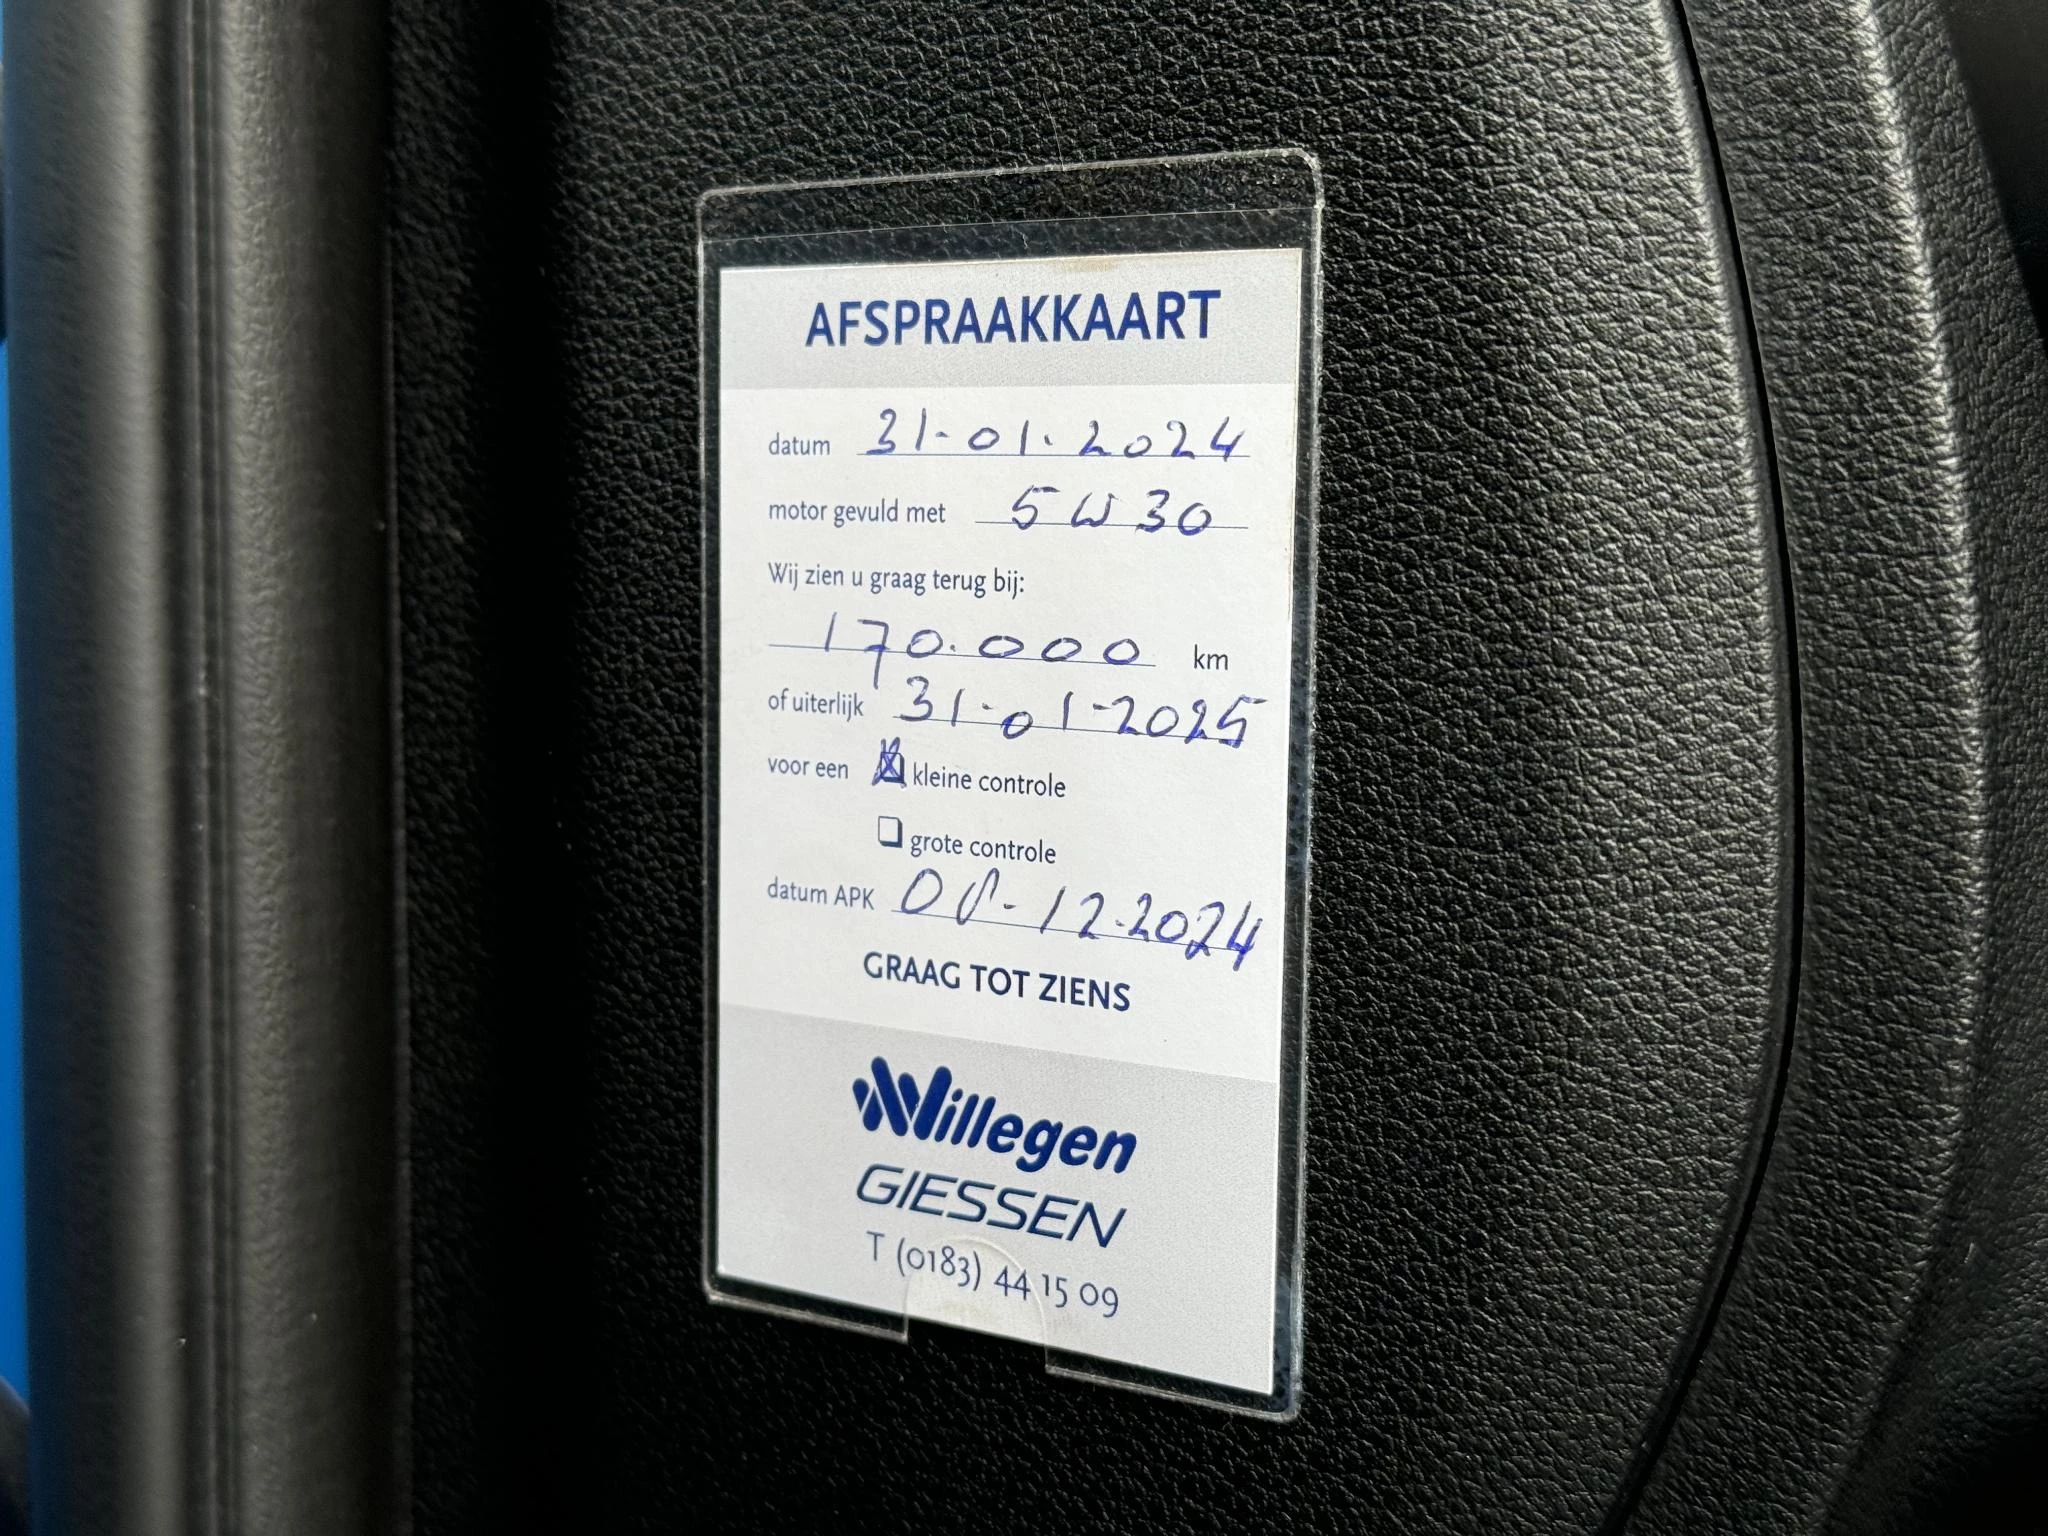 AFSPRAAKKAART
datum 31-01-2024
motor gevuld met 5W30
Wij zien u graag terug bij:
170.000 km
of uiterlijk 31-01-2025
voor een kleine controle
grote controle
datum APK 08-12-2024
GRAAG TOT ZIENS
Willegen
GIESSEN
T (0183) 44 15 09